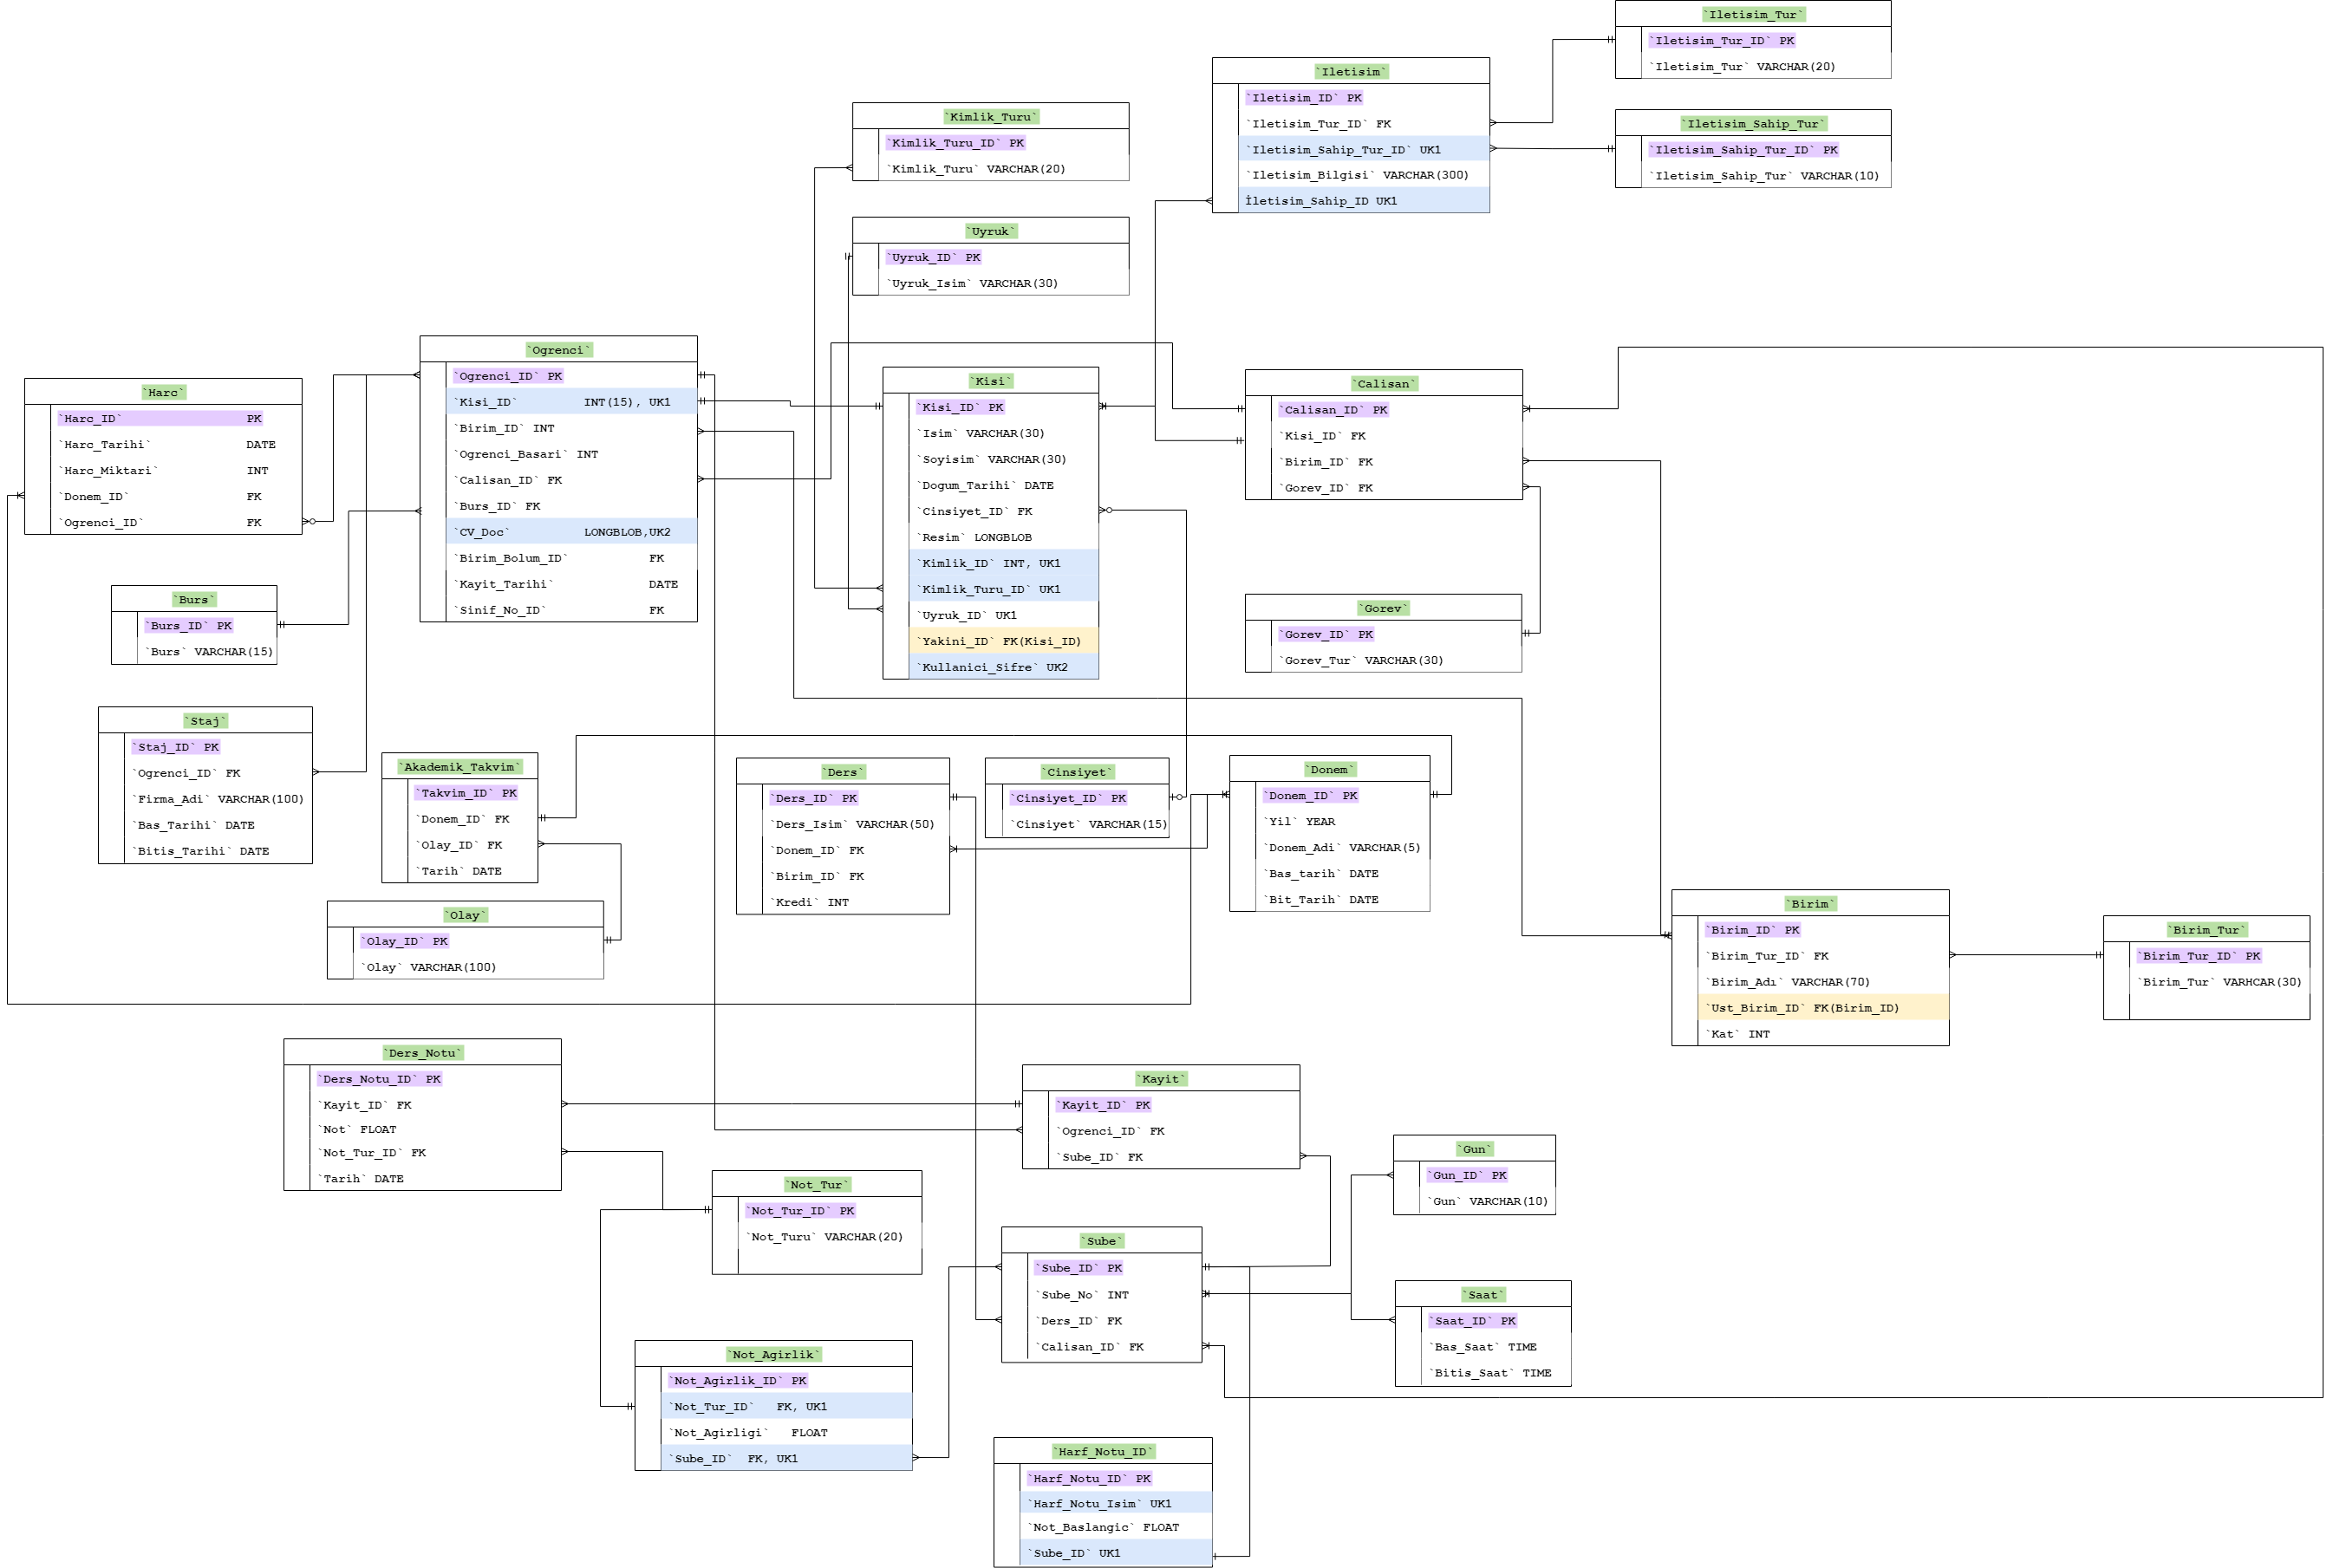 `Iletisim_Tur`
`Iletisim_Tur_ID` PK
`Iletisim_Tur` VARCHAR(20)
`Iletisim`
`Iletisim_ID` PK
`Iletisim_Tur_ID` FK
`Iletisim_Sahip_Tur_ID` UK1
`Iletisim_Bilgisi` VARCHAR(300)
İletisim_Sahip_ID UK1
`Iletisim_Sahip_Tur`
`Iletisim_Sahip_Tur_ID` PK
`Iletisim_Sahip_Tur` VARCHAR(10)
`Kimlik_Turu`
`Kimlik_Turu_ID` PK
`Kimlik_Turu` VARCHAR(20)
`Uyruk`
`Uyruk_ID` PK
`Uyruk_Isim` VARCHAR(30)
`Ogrenci`
`Ogrenci_ID` PK
`Kisi_ID` INT(15), UK1
`Birim_ID` INT
`Ogrenci_Basari` INT
`Calisan_ID` FK
`Burs_ID` FK
`CV_Doc` LONGBLOB,UK2
`Birim_Bolum_ID` FK
`Kayit_Tarihi` DATE
`Sinif_No_ID` FK
`Harc`
`Harc_ID` PK
`Harc_Tarihi` DATE
`Harc_Miktari` INT
`Donem_ID` FK
`Ogrenci_ID` FK
`Kisi`
`Kisi_ID` PK
`Isim` VARCHAR(30)
`Soyisim` VARCHAR(30)
`Dogum_Tarihi` DATE
`Cinsiyet_ID` FK
`Resim` LONGBLOB
`Kimlik_ID` INT, UK1
`Kimlik_Turu_ID` UK1
`Uyruk_ID` UK1
`Yakini_ID` FK(Kisi_ID)
`Kullanici_Sifre` UK2
`Calisan`
`Calisan_ID` PK
`Kisi_ID` FK
`Birim_ID` FK
`Gorev_ID` FK
`Burs`
`Burs_ID` PK
`Burs` VARCHAR(15)
`Gorev`
`Gorev_ID` PK
`Gorev_Tur` VARCHAR(30)
`Staj`
`Staj_ID` PK
`Ogrenci_ID` FK
`Firma_Adi` VARCHAR(100)
`Bas_Tarihi` DATE
`Bitis_Tarihi` DATE
`Akademik_Takvim`
`Takvim_ID` PK
`Donem_ID` FK
`Olay_ID` FK
`Tarih` DATE
`Ders`
`Ders_ID` PK
`Ders_Isim` VARCHAR(50)
`Donem_ID` FK
`Birim_ID` FK
`Kredi` INT
`Cinsiyet`
`Cinsiyet_ID` PK
`Cinsiyet` VARCHAR(15)
`Donem`
`Donem_ID` PK
`Yil` YEAR
`Donem_Adi` VARCHAR(5)
`Bas_tarih` DATE
`Bit_Tarih` DATE
`Olay`
`Olay_ID` PK
`Olay` VARCHAR(100)
`Birim`
`Birim_ID` PK
`Birim_Tur_ID` FK
`Birim_Adı` VARCHAR(70)
`Ust_Birim_ID` FK(Birim_ID)
`Kat` INT
`Birim_Tur`
`Birim_Tur_ID` PK
`Birim_Tur` VARHCAR(30)
`Ders_Notu`
`Ders_Notu_ID` PK
`Kayit_ID` FK
`Not` FLOAT
`Not_Tur_ID` FK
`Tarih` DATE
`Kayit`
`Kayit_ID` PK
`Ogrenci_ID` FK
`Sube_ID` FK
`Gun`
`Gun_ID` PK
`Gun` VARCHAR(10)
`Not_Tur`
`Not_Tur_ID` PK
`Not_Turu` VARCHAR(20)
`Sube`
`Sube_ID` PK
`Sube_No` INT
`Ders_ID` FK
`Calisan_ID` FK
`Saat`
`Saat_ID` PK
`Bas_Saat` TIME
`Bitis_Saat` TIME
`Not_Agirlik`
`Not_Agirlik_ID` PK
`Not_Tur_ID` FK, UK1
`Not_Agirligi` FLOAT
`Sube_ID` FK, UK1
`Harf_Notu_ID`
`Harf_Notu_ID` PK
`Harf_Notu_Isim` UK1
`Not_Baslangic` FLOAT
`Sube_ID` UK1